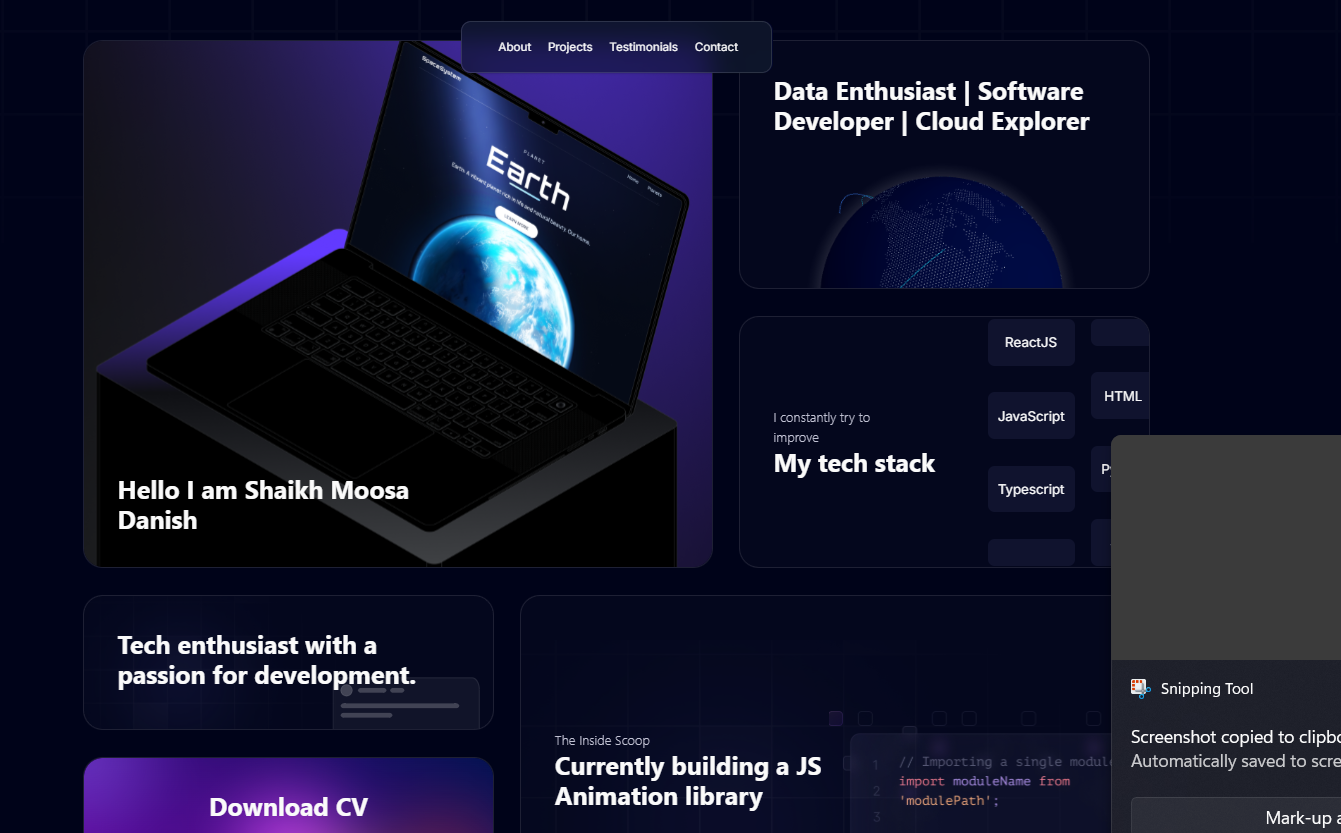 About Projects Testimonials Contact
SpaceSystem
Home Planets
PLANET
Earth
Earth: A vibrant planet rich in life and natural beauty. Our home.
LEARN MORE
Hello I am Shaikh Moosa
Danish
Data Enthusiast | Software
Developer | Cloud Explorer
I constantly try to
improve
My tech stack
ReactJS
JavaScript
Typescript
HTML
Tech enthusiast with a
passion for development.
Download CV
The Inside Scoop
Currently building a JS
Animation library
1 // Importing a single module
import moduleName from
2 'modulePath';
3
Snipping Tool
Screenshot copied to clipbo
Automatically saved to scre
Mark-up a